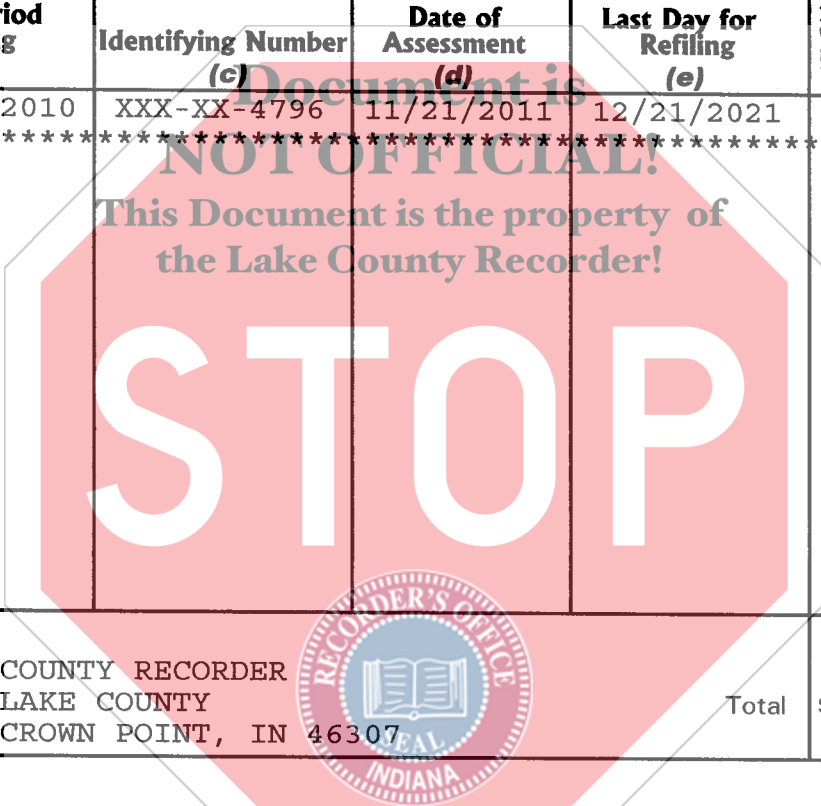 riod
g
Identifying Number
(c)
Date of
Assessment
(d)
Last Day for
Refiling
(e)
Document is
2010 XXX-XX-4796 11/21/2011 12/21/2021
****************************************************
NOT OFFICIAL!
This Document is the property of
the Lake County Recorder!
STOP
COUNTY RECORDER
LAKE COUNTY
CROWN POINT, IN 46307
Total
RECORDER'S OFFICE
SEAL
INDIANA